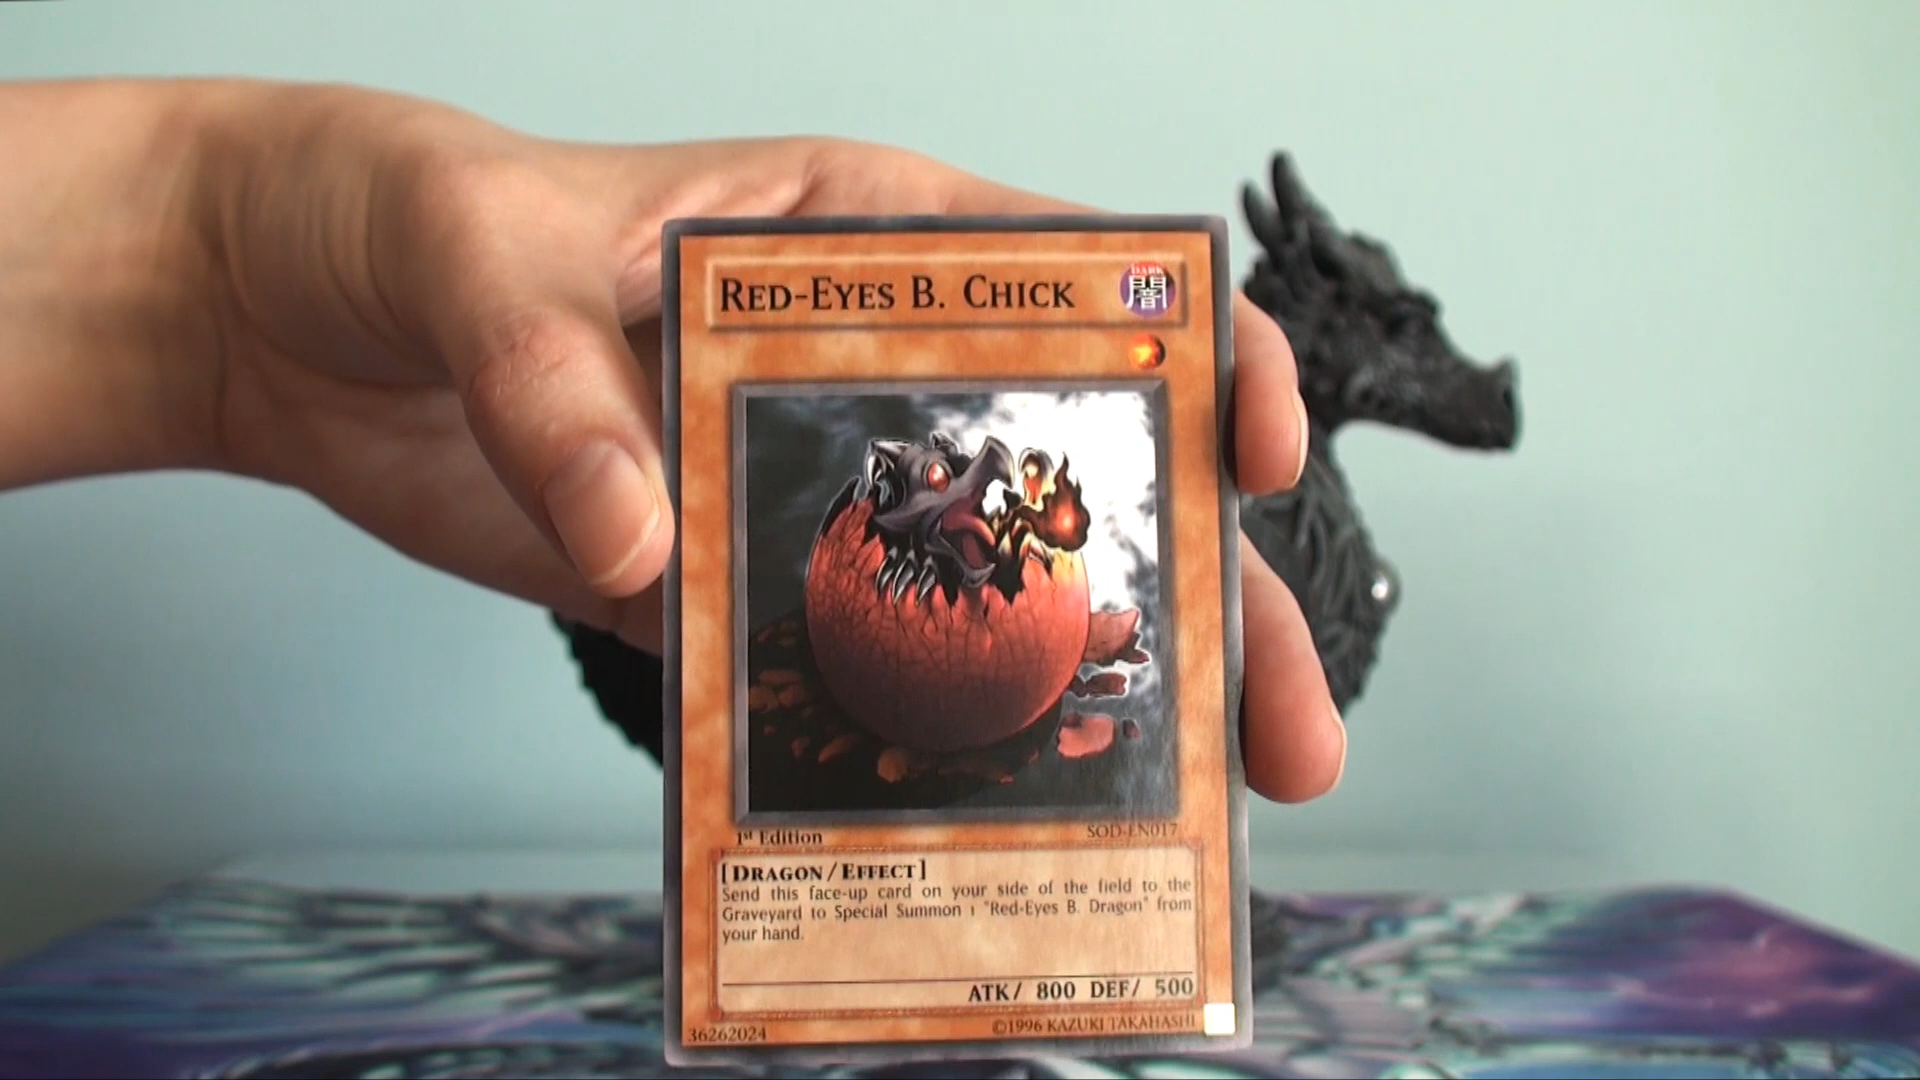 RED-EYES B. CHICK
DARK
闇
1st Edition
SOD-EN017
[DRAGON/EFFECT]
Send this face-up card on your side of the field to the
Graveyard to Special Summon 1 "Red-Eyes B. Dragon" from
your hand.
ATK/ 800 DEF/ 500
36262024
©1996 KAZUKI TAKAHASHI